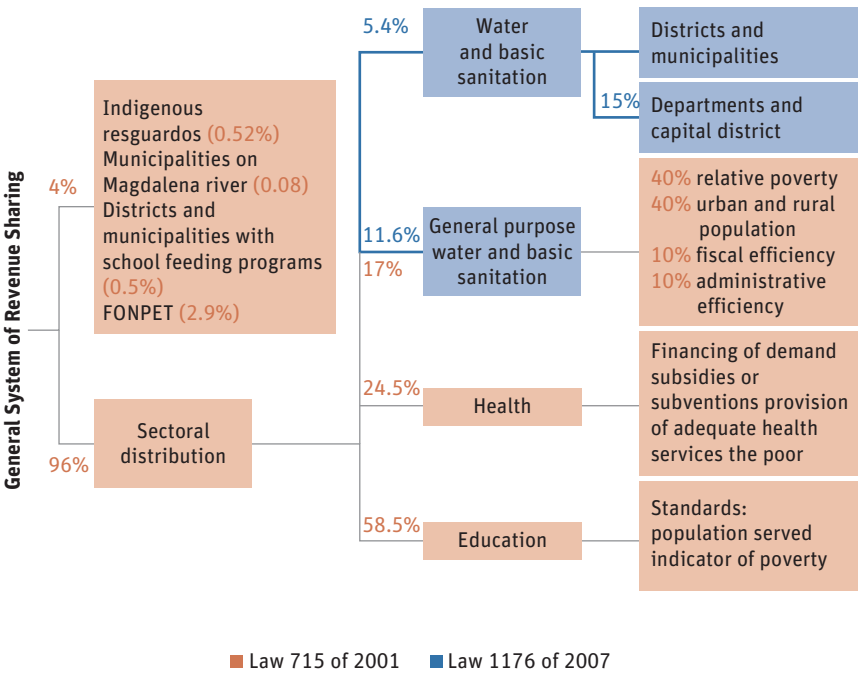 General System of Revenue Sharing
4%
Indigenous
resguardos (0.52%)
Municipalities on
Magdalena river (0.08)
Districts and
municipalities with
school feeding programs
(0.5%)
FONPET (2.9%)
96%
Sectoral
distribution
5.4%
Water
and basic
sanitation
Districts and
municipalities
15%
Departments and
capital district
11.6%
17%
General purpose
water and basic
sanitation
40% relative poverty
40% urban and rural
population
10% fiscal efficiency
10% administrative
efficiency
24.5%
Health
Financing of demand
subsidies or
subventions provision
of adequate health
services the poor
58.5%
Education
Standards:
population served
indicator of poverty
Law 715 of 2001
Law 1176 of 2007